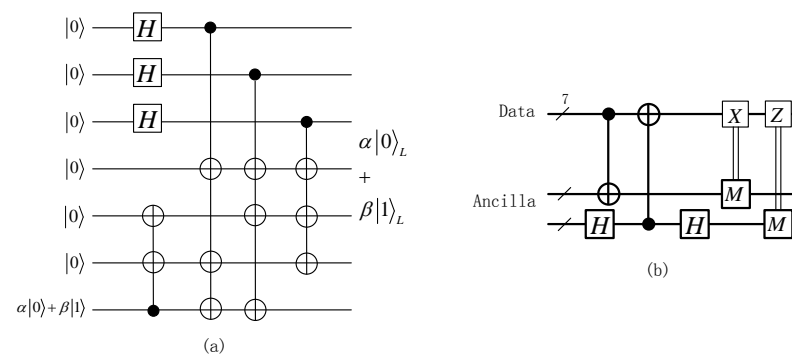 |0⟩ H
|0⟩ H
|0⟩ H
|0⟩
|0⟩
|0⟩
α|0⟩+β|1⟩
α|0⟩_L
+
β|1⟩_L
(a)
Data 7 X Z
Ancilla M
H H M
(b)